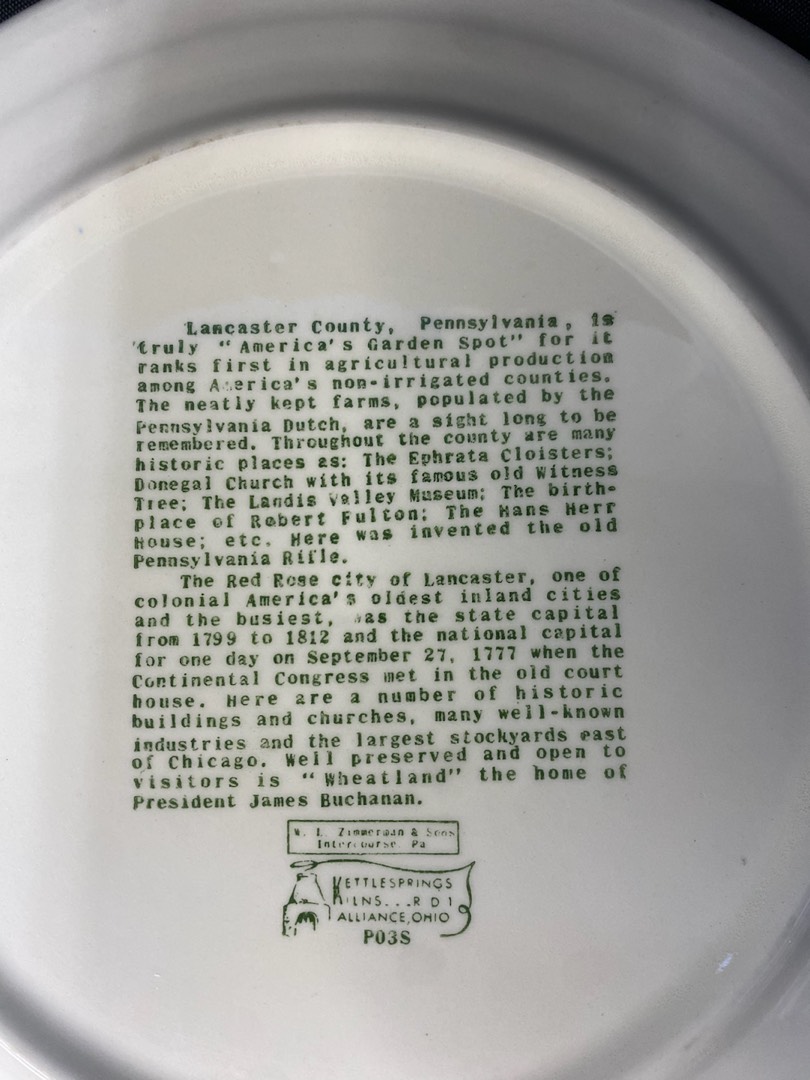 Lancaster County, Pennsylvania, is
truly "America's Garden Spot" for it
ranks first in agricultural production
among America's non-irrigated counties.
The neatly kept farms, populated by the
Pennsylvania Dutch, are a sight long to be
remembered. Throughout the county are many
historic places as: The Ephrata Cloisters;
Donegal Church with its famous old Witness
Tree; The Landis Valley Museum; The birth-
place of Robert Fulton; The Hans Herr
House; etc. Here was invented the old
Pennsylvania Rifle.
The Red Rose city of Lancaster, one of
colonial America's oldest inland cities
and the busiest, was the state capital
from 1799 to 1812 and the national capital
for one day on September 27, 1777 when the
Continental Congress met in the old court
house. Here are a number of historic
buildings and churches, many well-known
industries and the largest stockyards east
of Chicago. Well preserved and open to
visitors is "Wheatland" the home of
President James Buchanan.
W. L. Zimmerman & Sons
Intercourse Pa
KETTLESPRINGS
KILNS...R D 1
ALLIANCE, OHIO
P03S